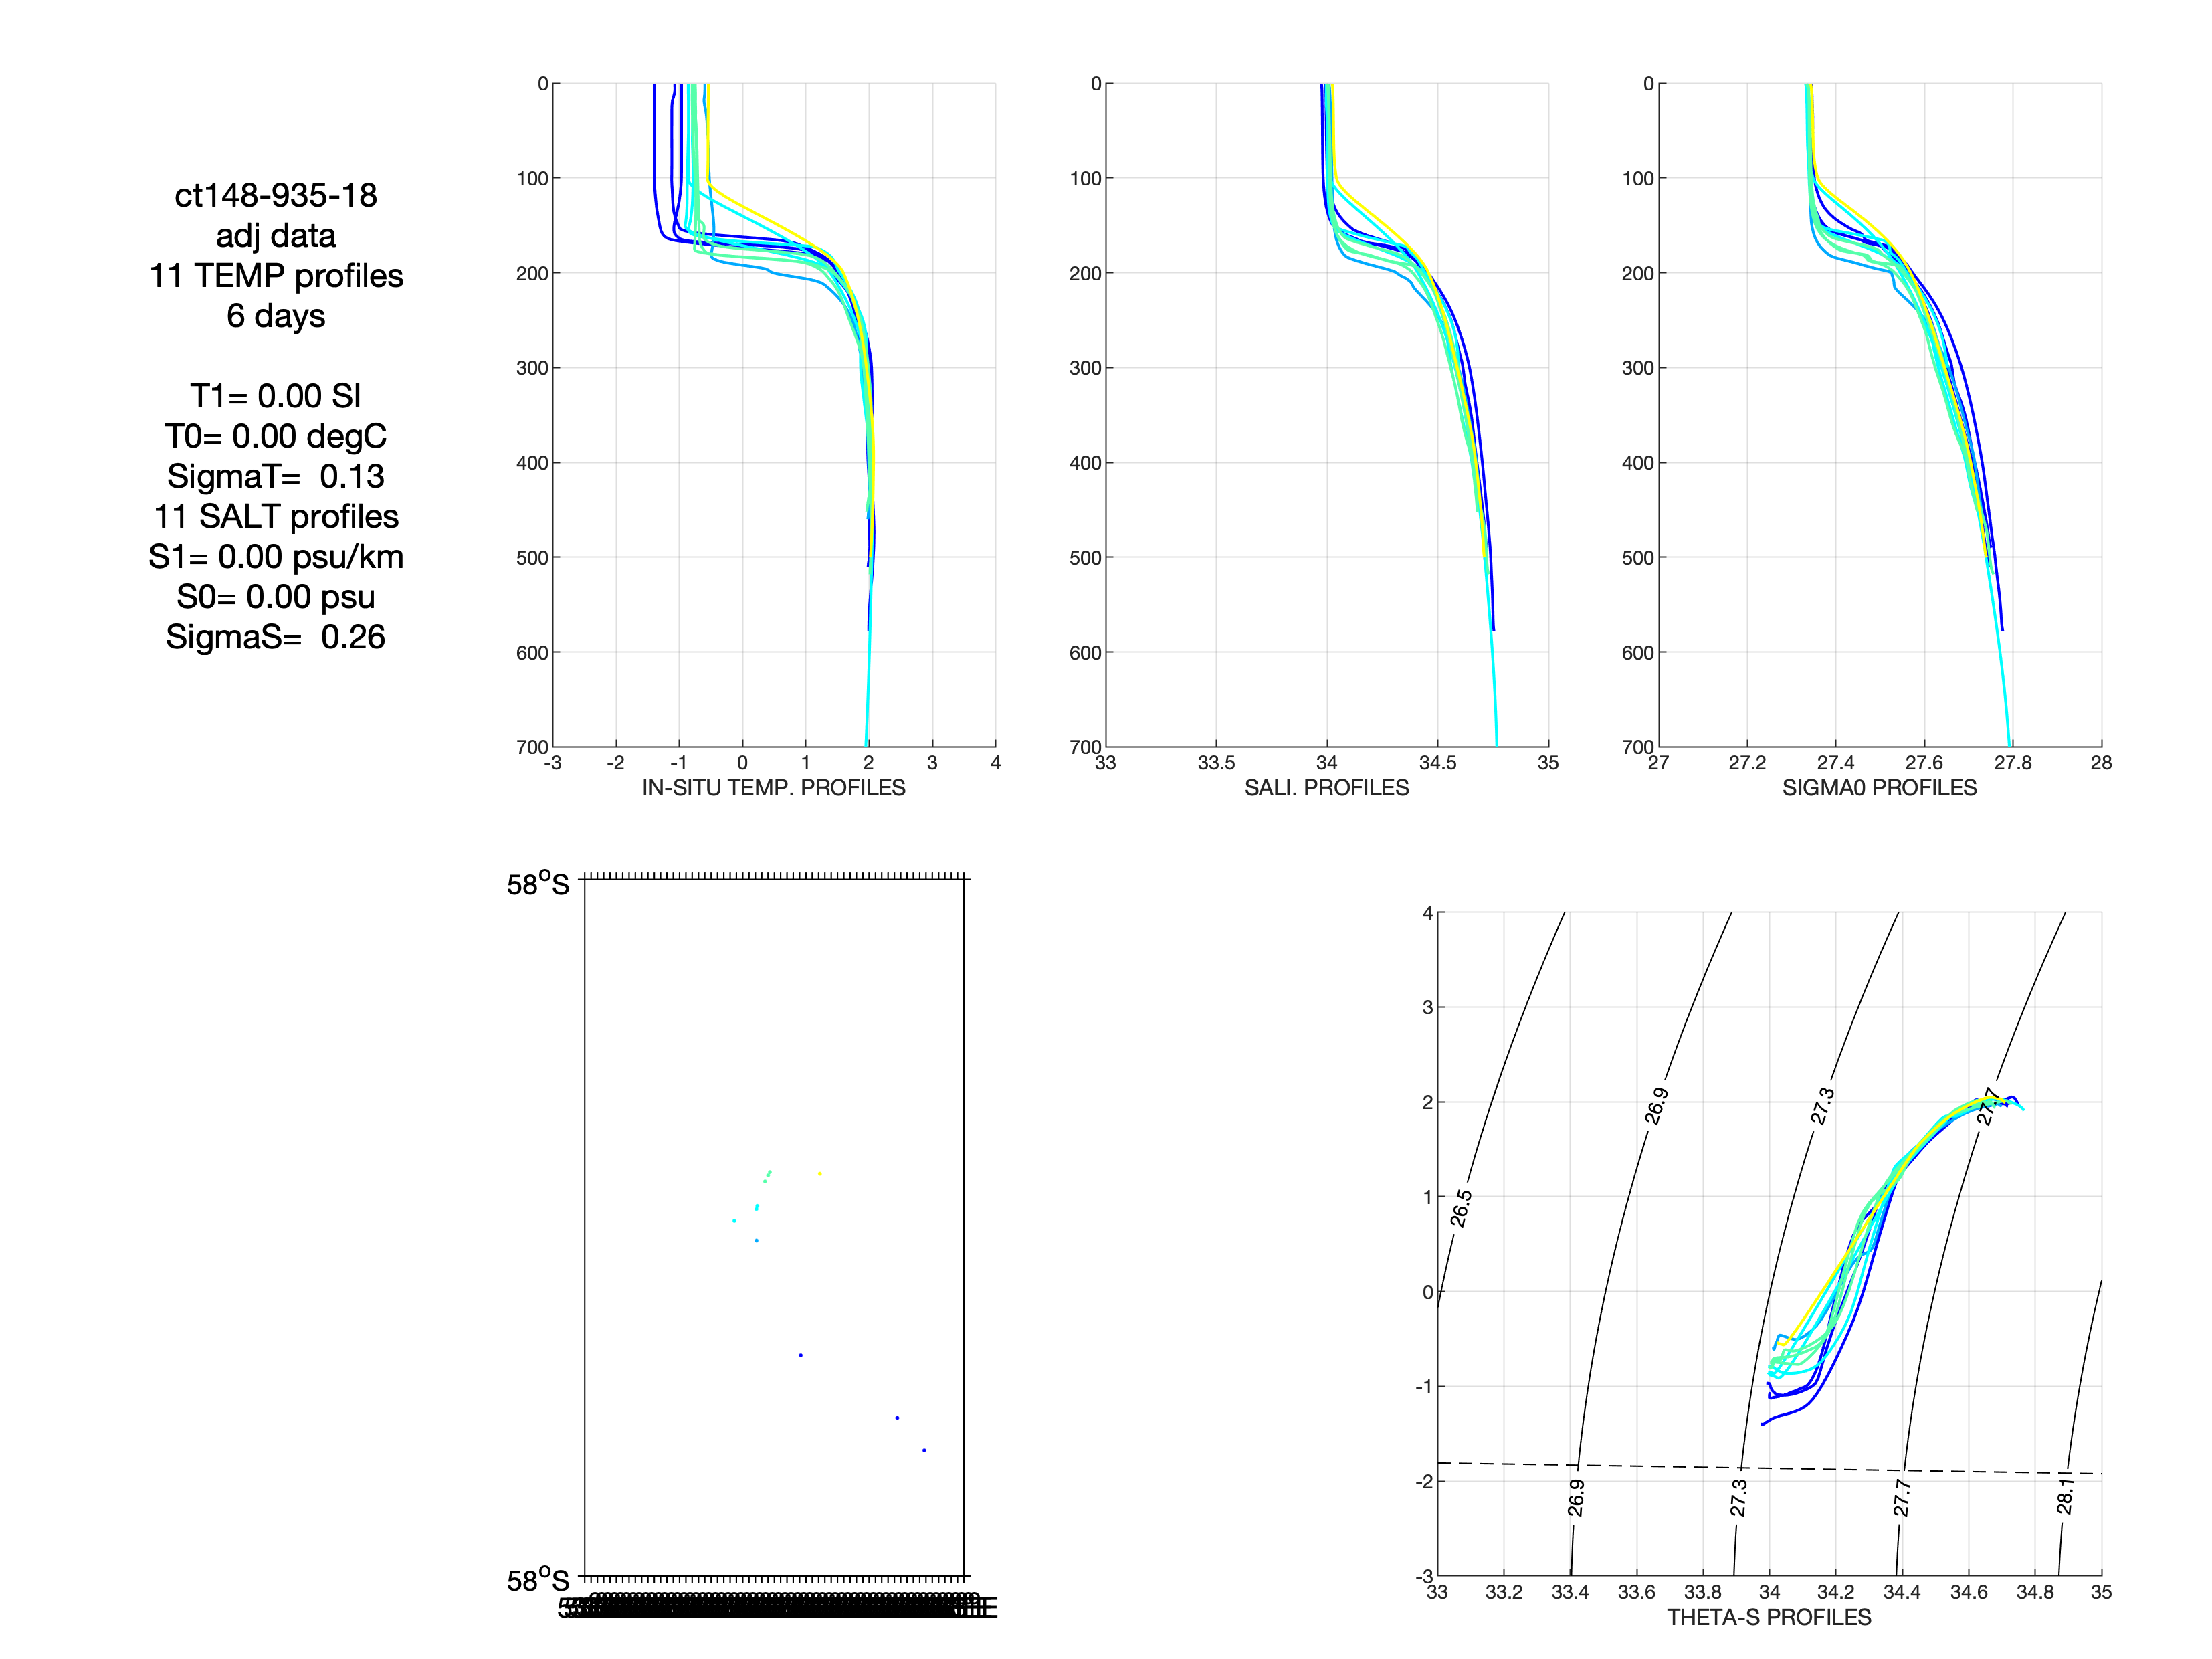 ct148-935-18
adj data
11 TEMP profiles
6 days
T1= 0.00 SI
T0= 0.00 degC
SigmaT= 0.13
11 SALT profiles
S1= 0.00 psu/km
S0= 0.00 psu
SigmaS= 0.26
0
100
200
300
400
500
600
700
-3 -2 -1 0 1 2 3 4
IN-SITU TEMP. PROFILES
0
100
200
300
400
500
600
700
33 33.5 34 34.5 35
SALI. PROFILES
0
100
200
300
400
500
600
700
27 27.2 27.4 27.6 27.8 28
SIGMA0 PROFILES
58°S
58°S
4
3
2
1
0
-1
-2
-3
26.5
26.9
27.3
27.7
26.9
27.3
27.7
28.1
33 33.2 33.4 33.6 33.8 34 34.2 34.4 34.6 34.8 35
THETA-S PROFILES